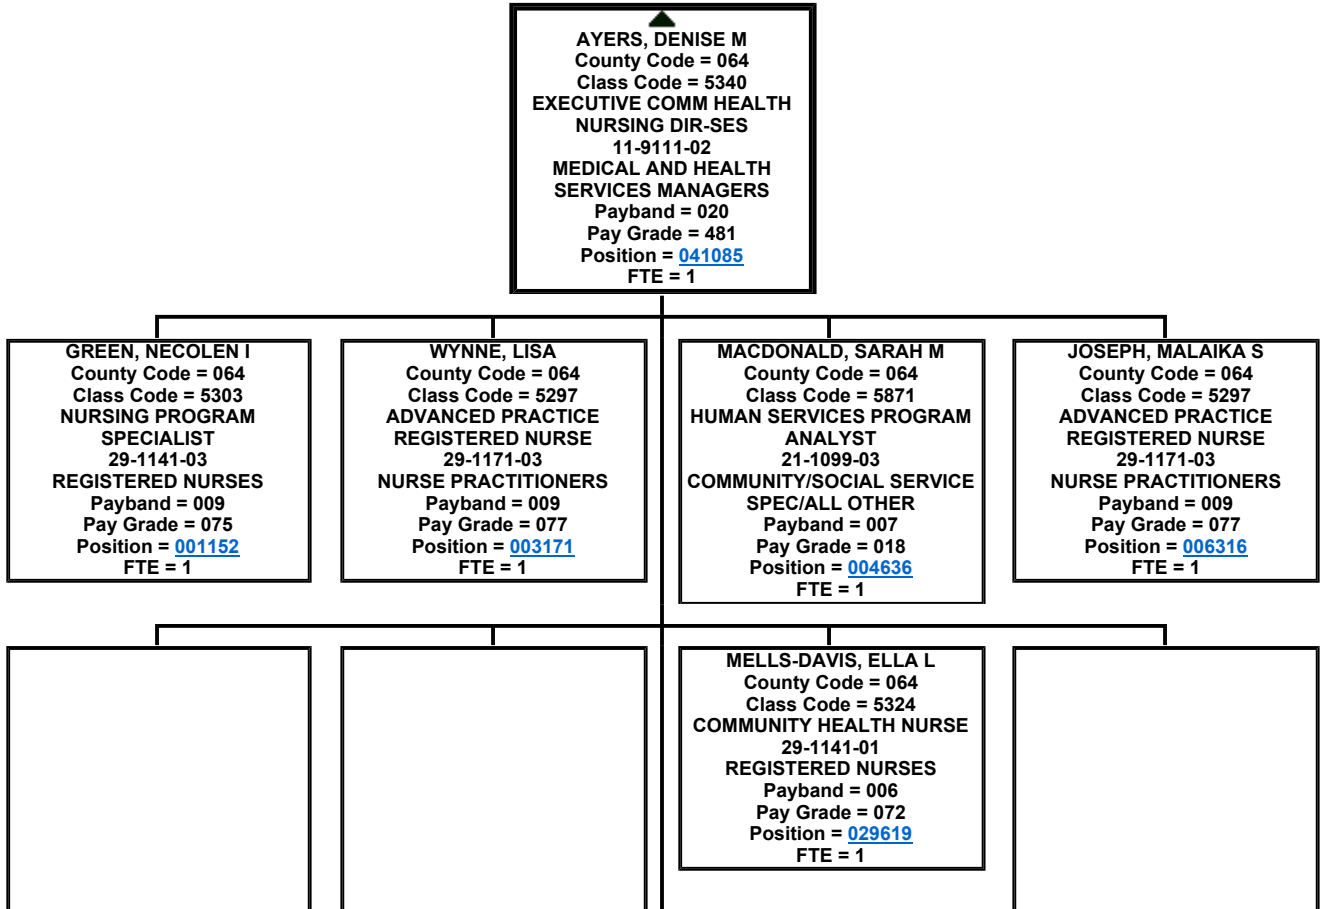 AYERS, DENISE M
County Code = 064
Class Code = 5340
EXECUTIVE COMM HEALTH
NURSING DIR-SES
11-9111-02
MEDICAL AND HEALTH
SERVICES MANAGERS
Payband = 020
Pay Grade = 481
Position = 041085
FTE = 1
GREEN, NECOLEN I
County Code = 064
Class Code = 5303
NURSING PROGRAM
SPECIALIST
29-1141-03
REGISTERED NURSES
Payband = 009
Pay Grade = 075
Position = 001152
FTE = 1
WYNNE, LISA
County Code = 064
Class Code = 5297
ADVANCED PRACTICE
REGISTERED NURSE
29-1171-03
NURSE PRACTITIONERS
Payband = 009
Pay Grade = 077
Position = 003171
FTE = 1
MACDONALD, SARAH M
County Code = 064
Class Code = 5871
HUMAN SERVICES PROGRAM
ANALYST
21-1099-03
COMMUNITY/SOCIAL SERVICE
SPEC/ALL OTHER
Payband = 007
Pay Grade = 018
Position = 004636
FTE = 1
JOSEPH, MALAIKA S
County Code = 064
Class Code = 5297
ADVANCED PRACTICE
REGISTERED NURSE
29-1171-03
NURSE PRACTITIONERS
Payband = 009
Pay Grade = 077
Position = 006316
FTE = 1
MELLS-DAVIS, ELLA L
County Code = 064
Class Code = 5324
COMMUNITY HEALTH NURSE
29-1141-01
REGISTERED NURSES
Payband = 006
Pay Grade = 072
Position = 029619
FTE = 1